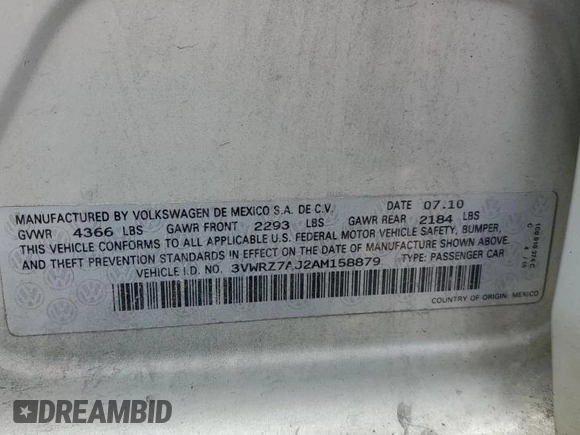 MANUFACTURED BY VOLKSWAGEN DE MEXICO S.A. DE C.V. DATE 07.10
GVWR 4366 LBS GAWR FRONT 2293 LBS GAWR REAR 2184 LBS
THIS VEHICLE CONFORMS TO ALL APPLICABLE U.S. FEDERAL MOTOR VEHICLE SAFETY, BUMPER,
AND THEFT PREVENTION STANDARDS IN EFFECT ON THE DATE OF MANUFACTURE SHOWN ABOVE.
VEHICLE I.D. NO. 3VWRZ7AJ2AM158879 TYPE: PASSENGER CAR
COUNTRY OF ORIGIN: MEXICO
DREAMBID